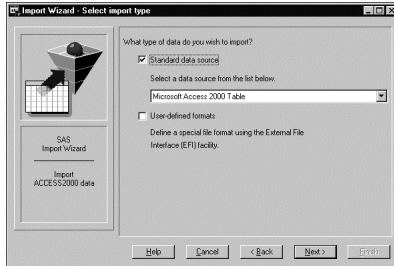 Import Wizard - Select import type
What type of data do you wish to import?
Standard data source
Select a data source from the list below.
Microsoft Access 2000 Table
User-defined formats
Define a special file format using the External File
Interface (EFI) facility.
SAS
Import Wizard
Import
ACCESS2000 data
Help
Cancel
< Back
Next >
Finish